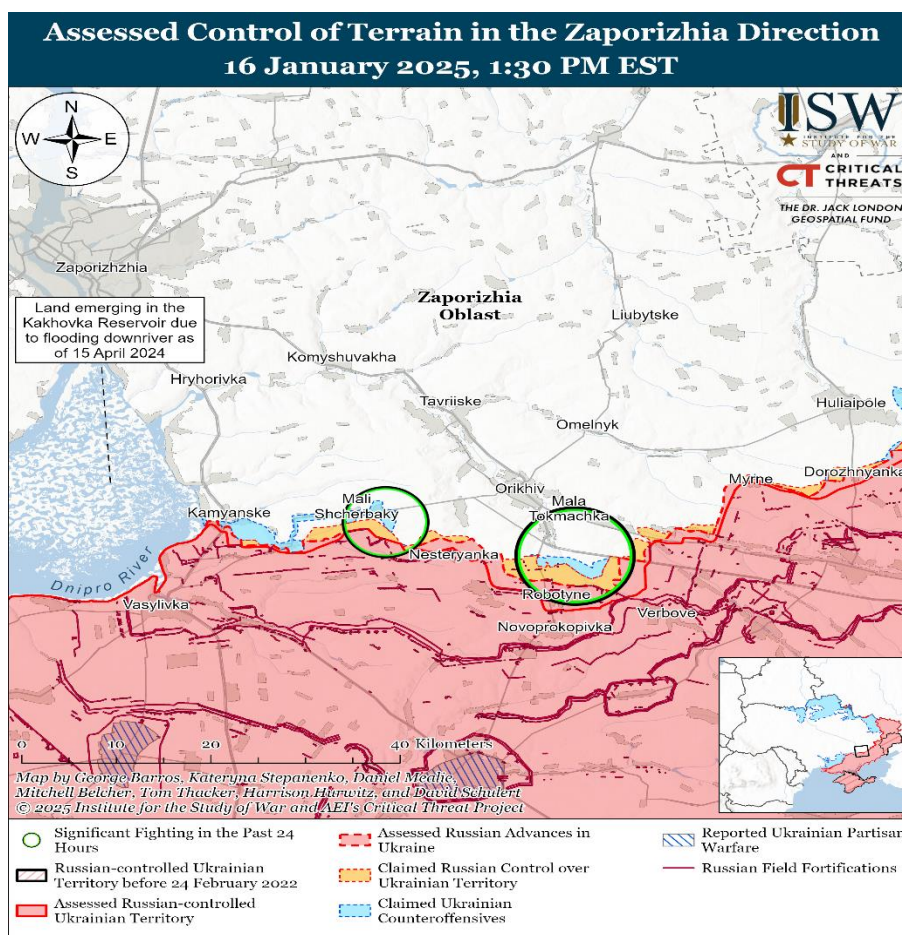 Assessed Control of Terrain in the Zaporizhia Direction
16 January 2025, 1:30 PM EST
N
W
E
S
ISW
INSTITUTE FOR THE
STUDY OF WAR
AND
CT CRITICAL
THREATS
THE DR. JACK LONDON
GEOSPATIAL FUND
Zaporizhzhia
Land emerging in the
Kakhovka Reservoir due
to flooding downriver as
of 15 April 2024
Zaporizhia
Oblast
Liubytske
Komyshuvakha
Hryhorivka
Tavriiske
Huliaipole
Omelnyk
Orikhiv
Mali
Shcherbaky
Mala
Tokmachka
Myrne
Dorozhnyanka
Kamyanske
Nesteryanka
Dnipro River
Vasylivka
Robotyne
Verbove
Novoprokopivka
0
10
20
40 Kilometers
Map by George Barros, Kateryna Stepanenko, Daniel Mealie,
Mitchell Belcher, Tom Thacker, Harrison Hurwitz, and David Schulert
© 2025 Institute for the Study of War and AEI's Critical Threat Project
Significant Fighting in the Past 24
Hours
Russian-controlled Ukrainian
Territory before 24 February 2022
Assessed Russian-controlled
Ukrainian Territory
Assessed Russian Advances in
Ukraine
Claimed Russian Control over
Ukrainian Territory
Claimed Ukrainian
Counteroffensives
Reported Ukrainian Partisan
Warfare
Russian Field Fortifications